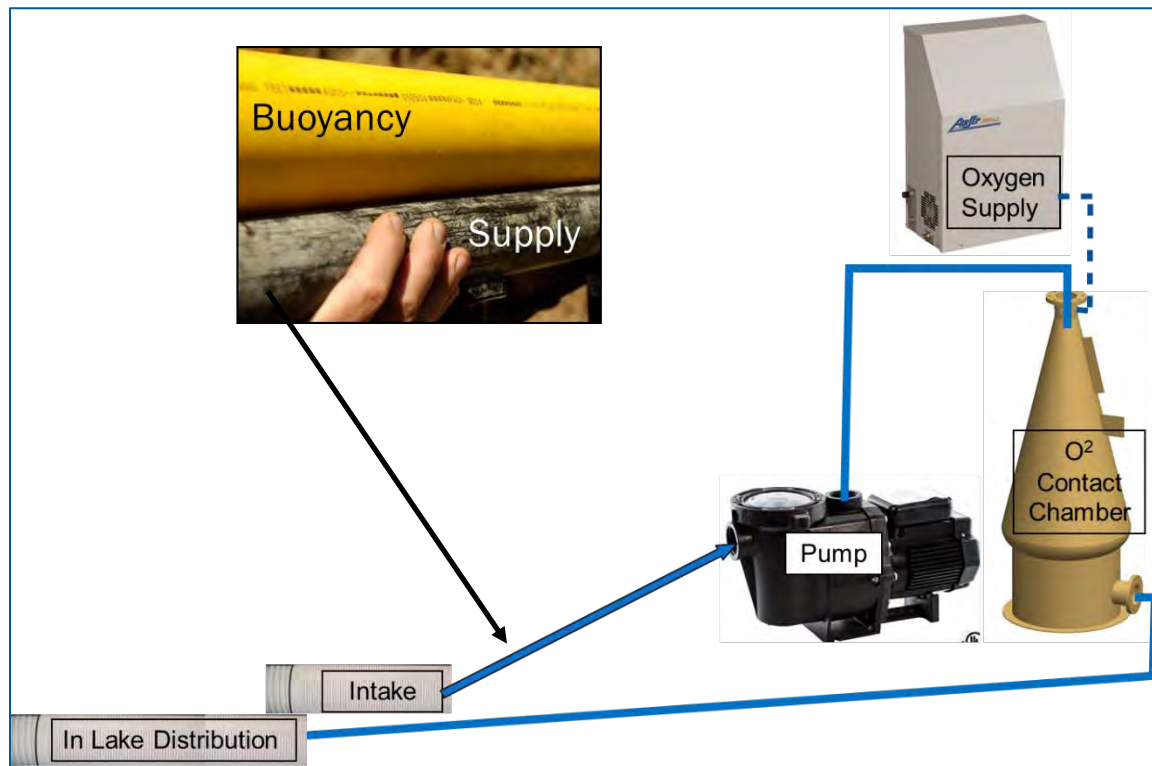 Buoyancy
Supply
Oxygen
Supply
O²
Contact
Chamber
Pump
Intake
In Lake Distribution